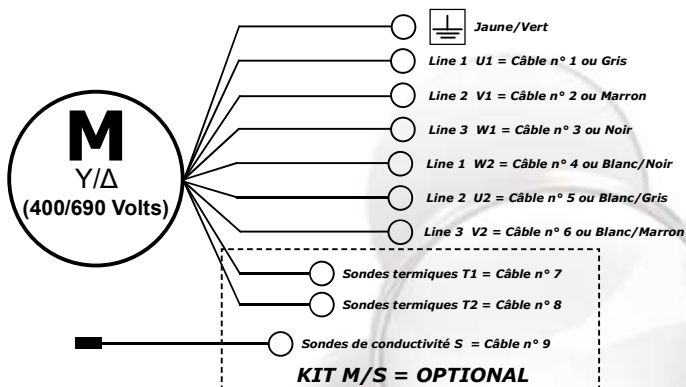 Jaune/Vert
Line 1 U1 = Câble n° 1 ou Gris
Line 2 V1 = Câble n° 2 ou Marron
Line 3 W1 = Câble n° 3 ou Noir
M
Y/Δ
(400/690 Volts)
Line 1 W2 = Câble n° 4 ou Blanc/Noir
Line 2 U2 = Câble n° 5 ou Blanc/Gris
Line 3 V2 = Câble n° 6 ou Blanc/Marron
Sondes termiques T1 = Câble n° 7
Sondes termiques T2 = Câble n° 8
Sondes de conductivité S = Câble n° 9
KIT M/S = OPTIONAL